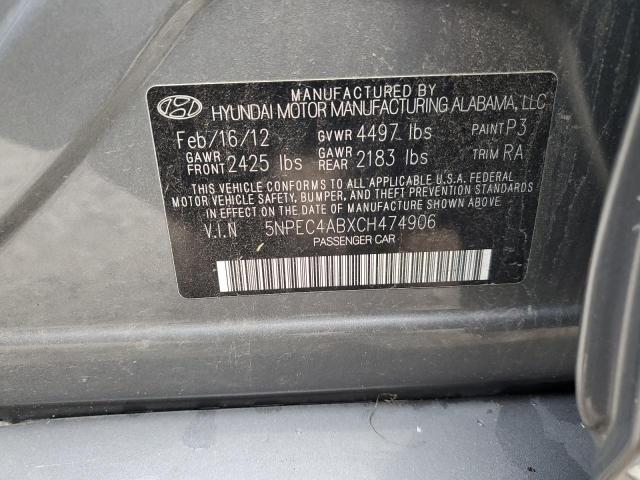 MANUFACTURED BY
HYUNDAI MOTOR MANUFACTURING ALABAMA, LLC
Feb/16/12 GVWR 4497 lbs PAINT P3
GAWR FRONT 2425 lbs GAWR REAR 2183 lbs TRIM RA
THIS VEHICLE CONFORMS TO ALL APPLICABLE U.S.A. FEDERAL
MOTOR VEHICLE SAFETY, BUMPER, AND THEFT PREVENTION STANDARDS
IN EFFECT ON THE DATE OF MANUFACTURE SHOWN ABOVE.
V.I.N 5NPEC4ABXCH474906
PASSENGER CAR